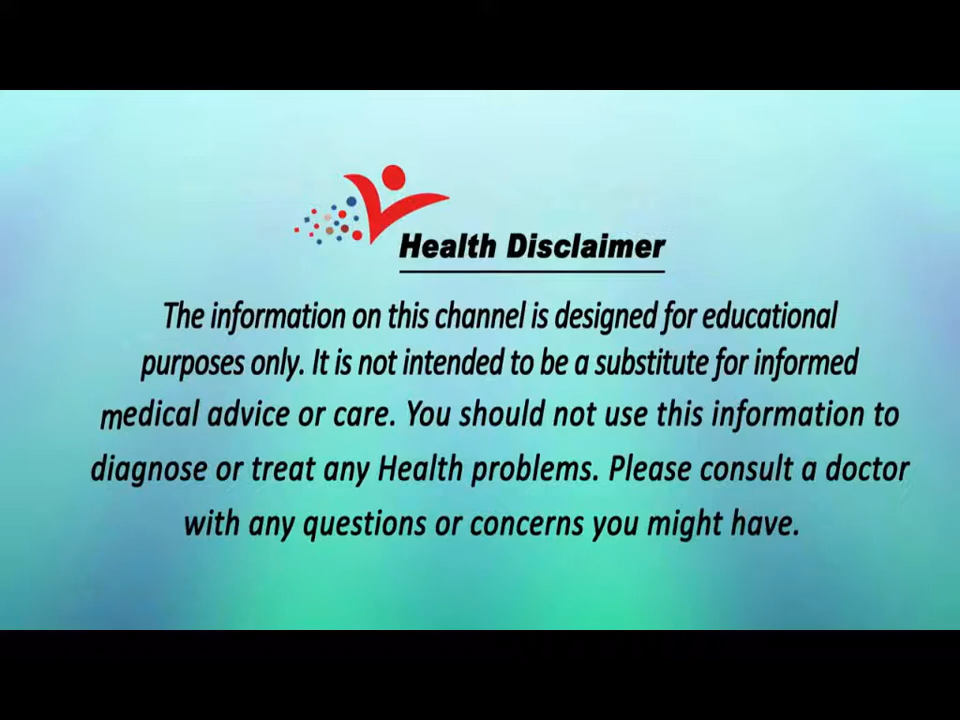 Health Disclaimer
The information on this channel is designed for educational
purposes only. It is not intended to be a substitute for informed
medical advice or care. You should not use this information to
diagnose or treat any Health problems. Please consult a doctor
with any questions or concerns you might have.